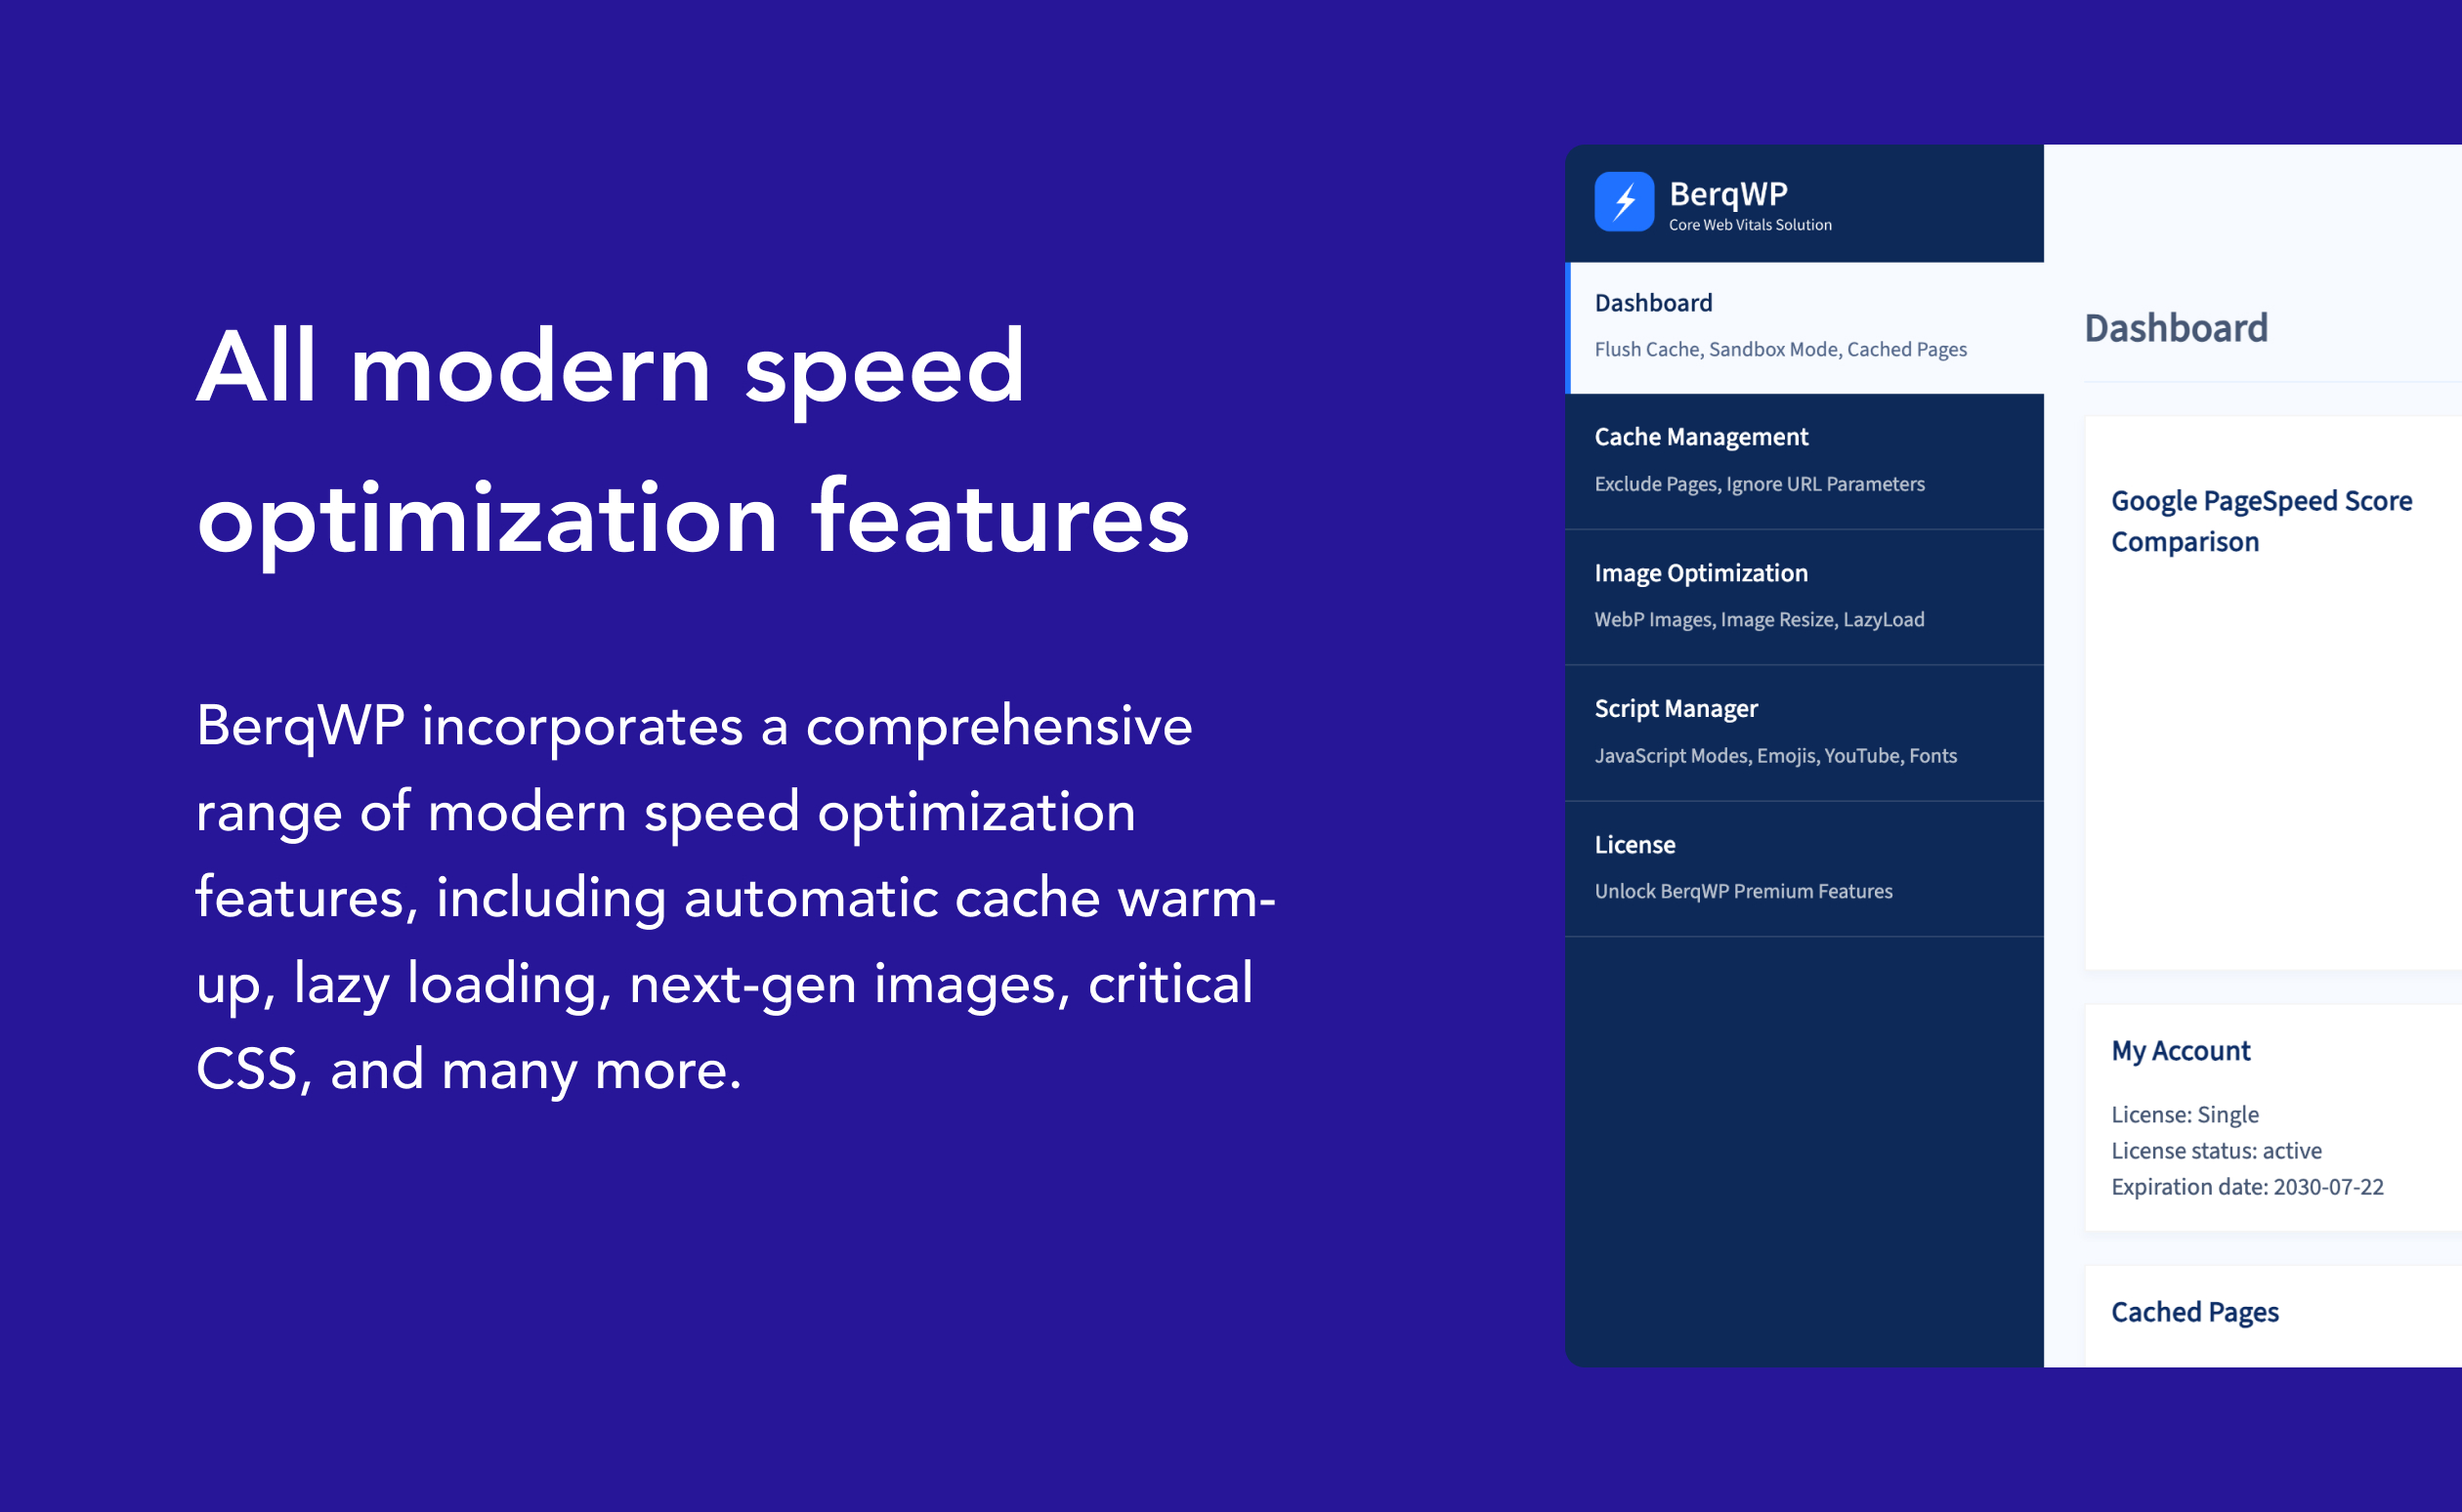 All modern speed
optimization features
BerqWP incorporates a comprehensive
range of modern speed optimization
features, including automatic cache warm-
up, lazy loading, next-gen images, critical
CSS, and many more.
BerqWP
Core Web Vitals Solution
Dashboard
Flush Cache, Sandbox Mode, Cached Pages
Cache Management
Exclude Pages, Ignore URL Parameters
Image Optimization
WebP Images, Image Resize, LazyLoad
Script Manager
JavaScript Modes, Emojis, YouTube, Fonts
License
Unlock BerqWP Premium Features
Dashboard
Google PageSpeed Score
Comparison
My Account
License: Single
License status: active
Expiration date: 2030-07-22
Cached Pages